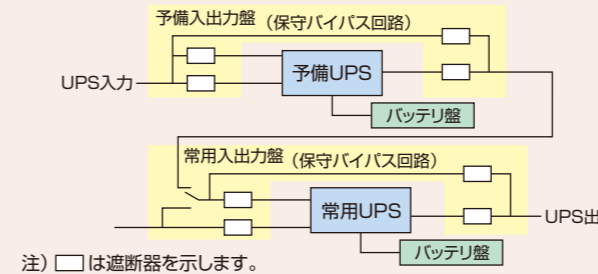 予備入出力盤 (保守バイパス回路)
予備UPS
UPS入力
バッテリ盤
常用入出力盤 (保守バイパス回路)
常用UPS
UPS出
バッテリ盤
注) は遮断器を示します。